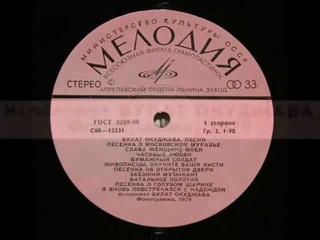 МИНИСТЕРСТВО КУЛЬТУРЫ СССР
МЕЛОДИЯ
ВСЕСОЮЗНАЯ ФИРМА ГРАМПЛАСТИНОК
АПРЕЛЕВСКИЙ ОРДЕНА ЛЕНИНА ЗАВОД
СТЕРЕО
33
ГОСТ 5289-80
1 сторона
С60-13331
Гр. 3. 1-90
БУЛАТ ОКУДЖАВА. ПЕСНИ
ПЕСЕНКА О МОСКОВСКОМ МУРАВЬЕ
СЛАВА ЖЕНЩИНЕ МОЕЙ
ЧАСОВЫЕ ЛЮБВИ
БУМАЖНЫЙ СОЛДАТ
ЖИВОПИСЦЫ, ОКУНИТЕ ВАШИ КИСТИ
ПЕСЕНКА ОБ ОТКРЫТОЙ ДВЕРИ
ЗАЕЗЖИЙ МУЗЫКАНТ
БАТАЛЬНОЕ ПОЛОТНО
ПЕСЕНКА О ГОЛУБОМ ШАРИКЕ
Я ВНОВЬ ПОВСТРЕЧАЛСЯ С НАДЕЖДОЙ
Исполняет БУЛАТ ОКУДЖАВА
Фонограмма, 1979